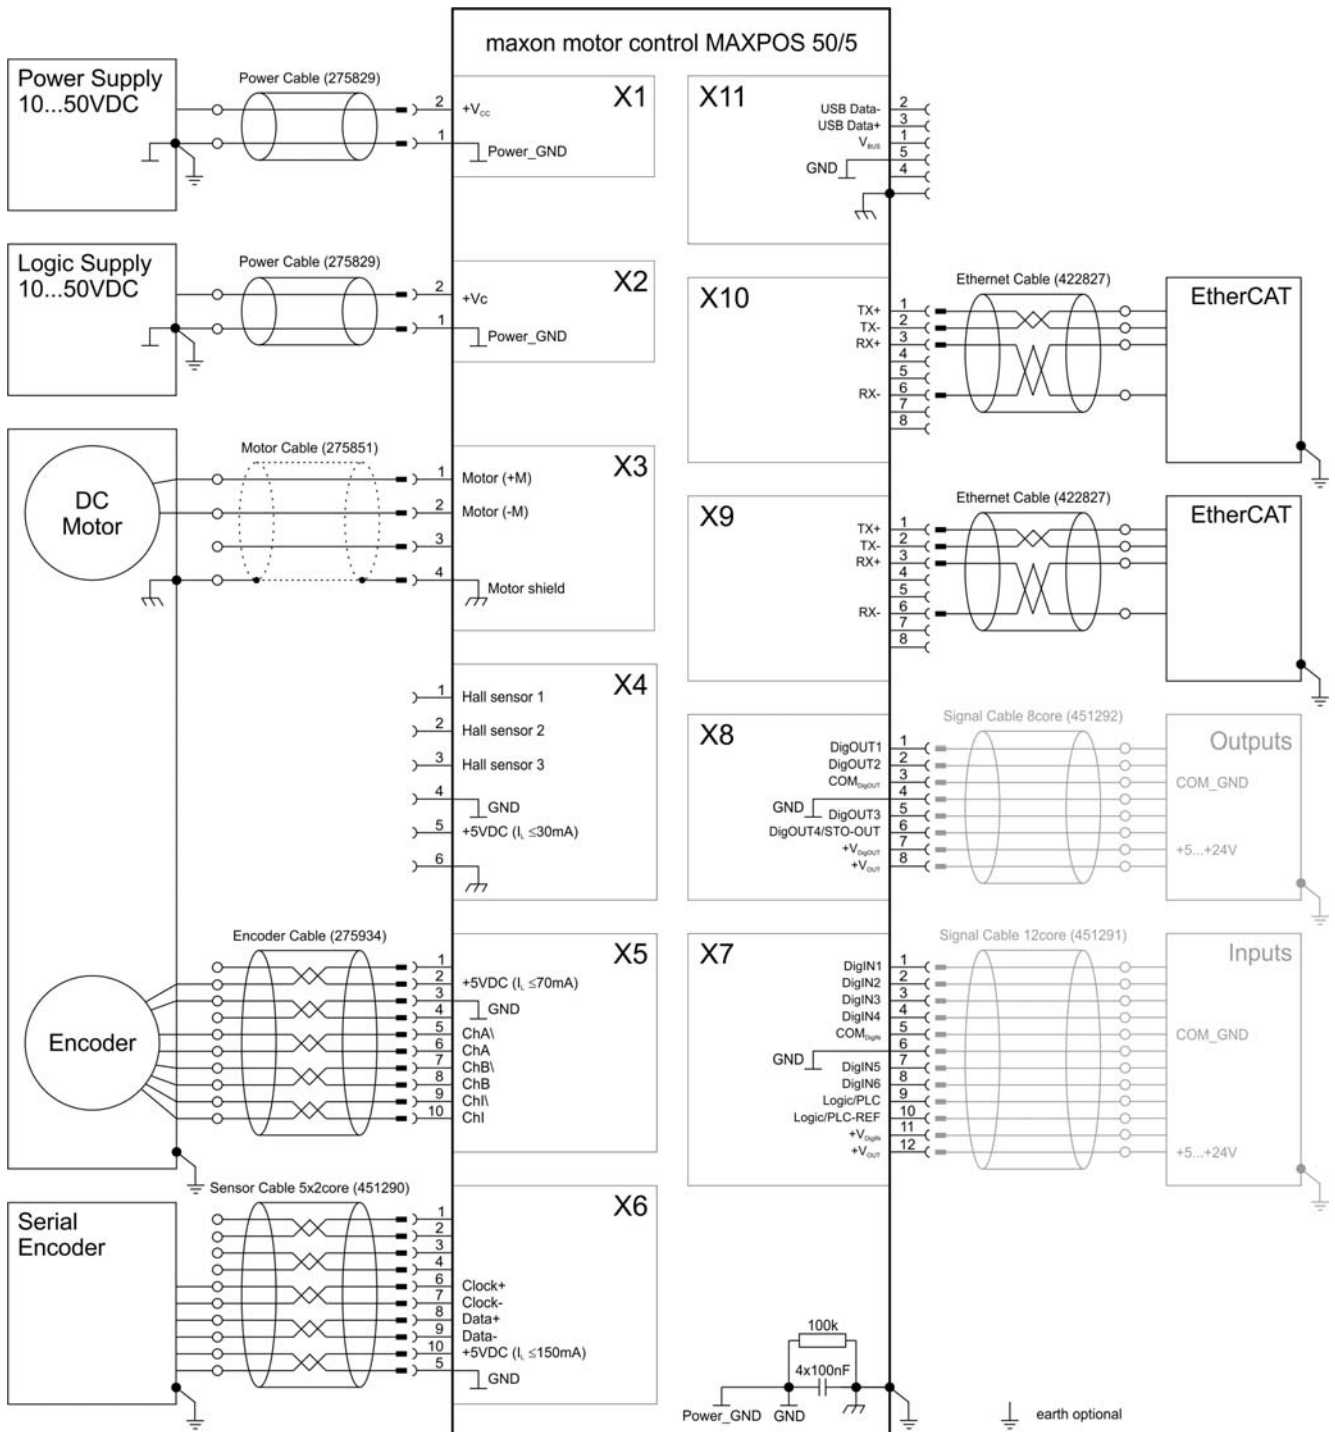 maxon motor control MAXPOS 50/5
Power Supply
10...50VDC
Power Cable (275829)
X1
2
+Vcc
1
Power_GND
Logic Supply
10...50VDC
Power Cable (275829)
X2
2
+Vc
1
Power_GND
DC
Motor
Motor Cable (275851)
X3
1
Motor (+M)
2
Motor (-M)
3
4
Motor shield
X4
1
Hall sensor 1
2
Hall sensor 2
3
Hall sensor 3
4
GND
5
+5VDC (IL ≤30mA)
6
Encoder
Encoder Cable (275934)
X5
1
2
+5VDC (IL ≤70mA)
3
GND
4
5
ChA\
6
ChA
7
ChB\
8
ChB
9
ChI\
10
ChI
Serial
Encoder
Sensor Cable 5x2core (451290)
X6
1
2
3
4
6
Clock+
7
Clock-
8
Data+
9
Data-
10
+5VDC (IL ≤150mA)
5
GND
X11
USB Data-
2
USB Data+
3
VBUS
1
GND
5
4
X10
Ethernet Cable (422827)
EtherCAT
TX+
1
TX-
2
RX+
3
4
5
RX-
6
7
8
X9
Ethernet Cable (422827)
EtherCAT
TX+
1
TX-
2
RX+
3
4
5
RX-
6
7
8
X8
Signal Cable 8core (451292)
Outputs
DigOUT1
1
DigOUT2
2
COMDigOUT
3
COM_GND
GND
4
DigOUT3
5
DigOUT4/STO-OUT
6
+VDigOUT
7
+5...+24V
+VOUT
8
X7
Signal Cable 12core (451291)
Inputs
DigIN1
1
DigIN2
2
DigIN3
3
DigIN4
4
COMDigIN
5
COM_GND
GND
6
DigIN5
7
DigIN6
8
Logic/PLC
9
Logic/PLC-REF
10
+VDigIN
11
+VOUT
12
+5...+24V
100k
4x100nF
Power_GND
GND
earth optional